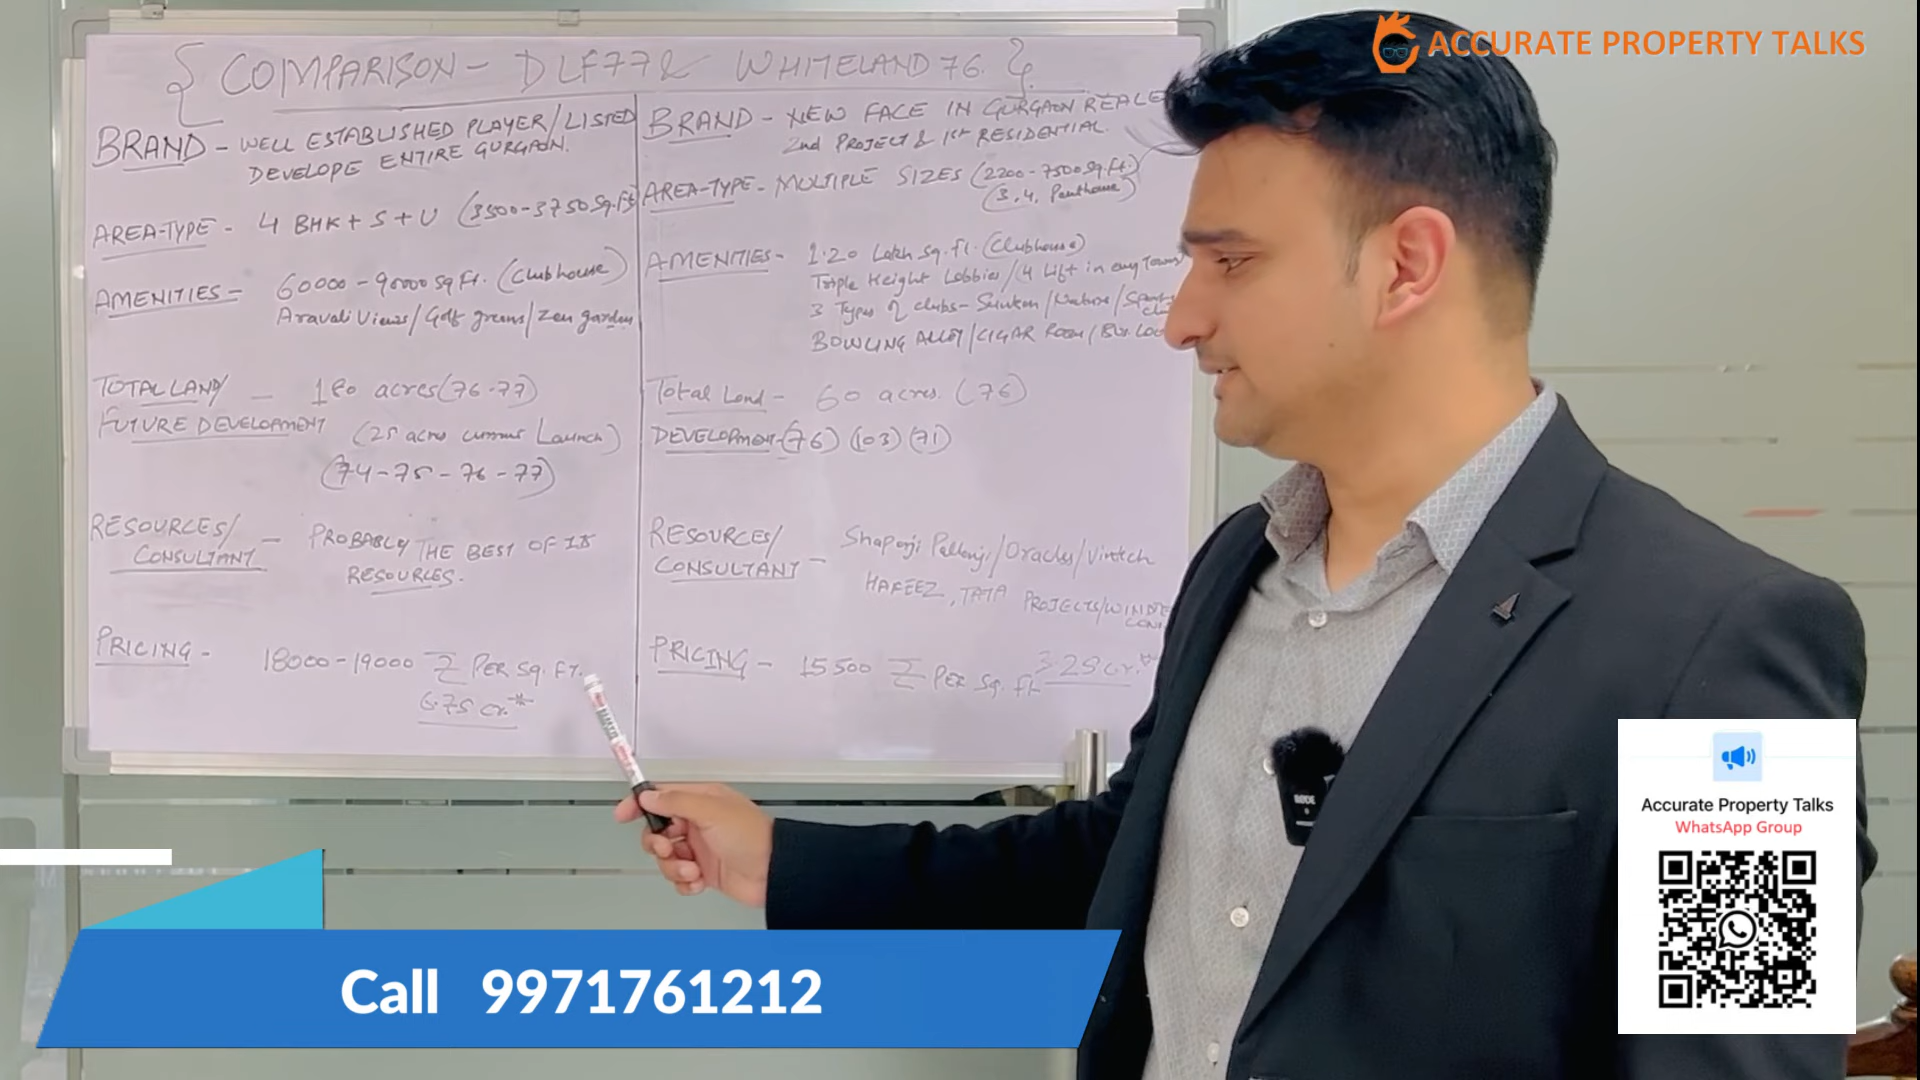 ACCURATE PROPERTY TALKS
{ COMPARISON - DLF77 & WHITELAND 76. }
BRAND - WELL ESTABLISHED PLAYER/LISTED
DEVELOPE ENTIRE GURGAON.
AREA-TYPE - 4 BHK + S + U (3500-3750 Sq.ft
AMENITIES - 60000 - 90000 sq Ft. (Clubhouse)
Aravali Views/Golf greens/Zen garden
TOTAL LAND/
FUTURE DEVELOPMENT - 180 acres (76-77)
(25 acres Launch)
(74-75-76-77)
RESOURCES/
CONSULTANT - PROBABLY THE BEST OF ITS
RESOURCES.
PRICING - 18000-19000 PER SQ. FT.
6.75 cr.*
BRAND - NEW FACE IN GURGAON REAL E
2nd PROJECT & 1st RESIDENTIAL.
AREA-TYPE - MULTIPLE SIZES (2200-7500 Sq.ft.)
(3, 4, Penthouse)
AMENITIES - 1.20 Lakh Sq. ft. (Clubhouse)
Triple Height Lobbies/4 Lift in every Tower
3 Types of clubs - Sunken/Nature/Sports
BOWLING ALLEY/CIGAR ROOM/
Total Land - 60 acres. (76)
DEVELOPMENT - (76) (103) (71)
RESOURCES/
CONSULTANT - Shaporji Pallonji/Oracles/Vintech
HAFEEZ, TATA PROJECTS/
PRICING - 15500 PER Sq. ft. 3.25 cr.
Call 9971761212
Accurate Property Talks
WhatsApp Group